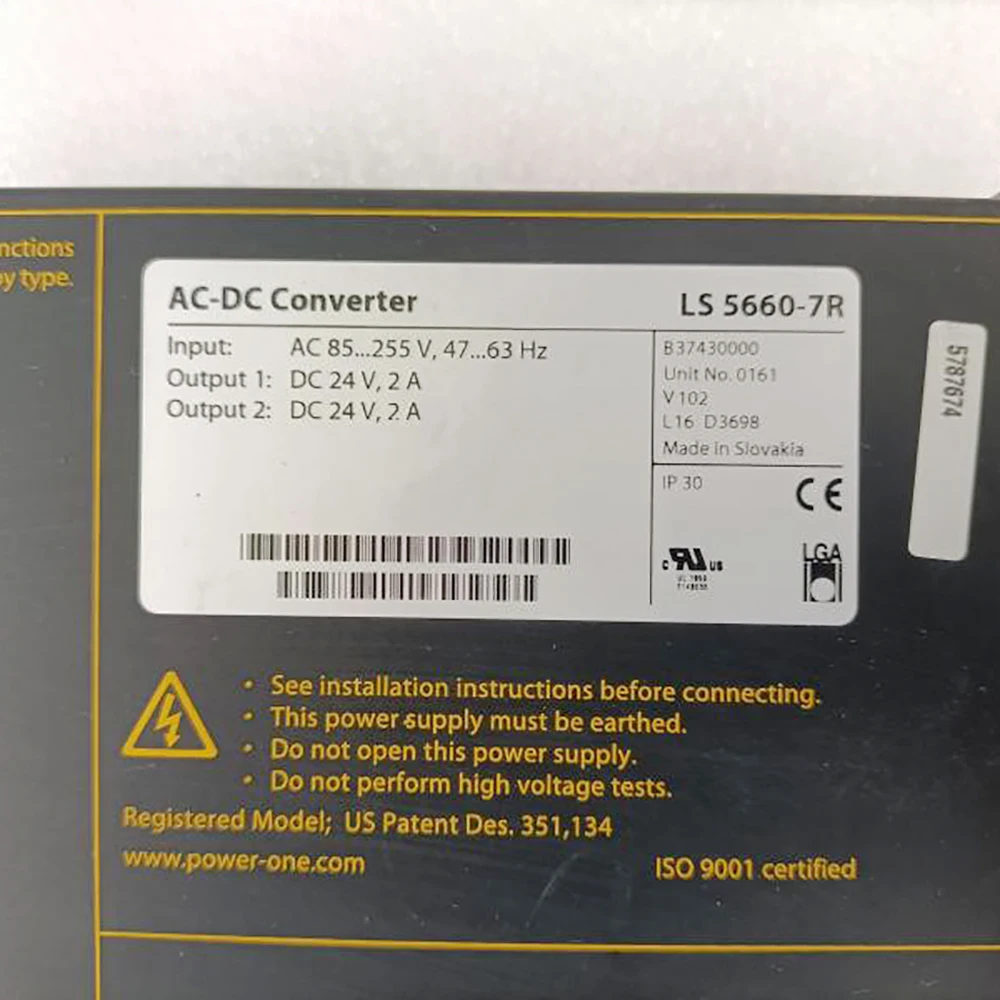 nctions
by type.
AC-DC Converter
LS 5660-7R
Input: AC 85...255 V, 47...63 Hz
Output 1: DC 24 V, 2 A
Output 2: DC 24 V, 2 A
B37430000
Unit No. 0161
V 102
L16 D3698
Made in Slovakia
IP 30
CE
c RU us
LGA
5787674
• See installation instructions before connecting.
• This power supply must be earthed.
• Do not open this power supply.
• Do not perform high voltage tests.
Registered Model; US Patent Des. 351,134
www.power-one.com
ISO 9001 certified